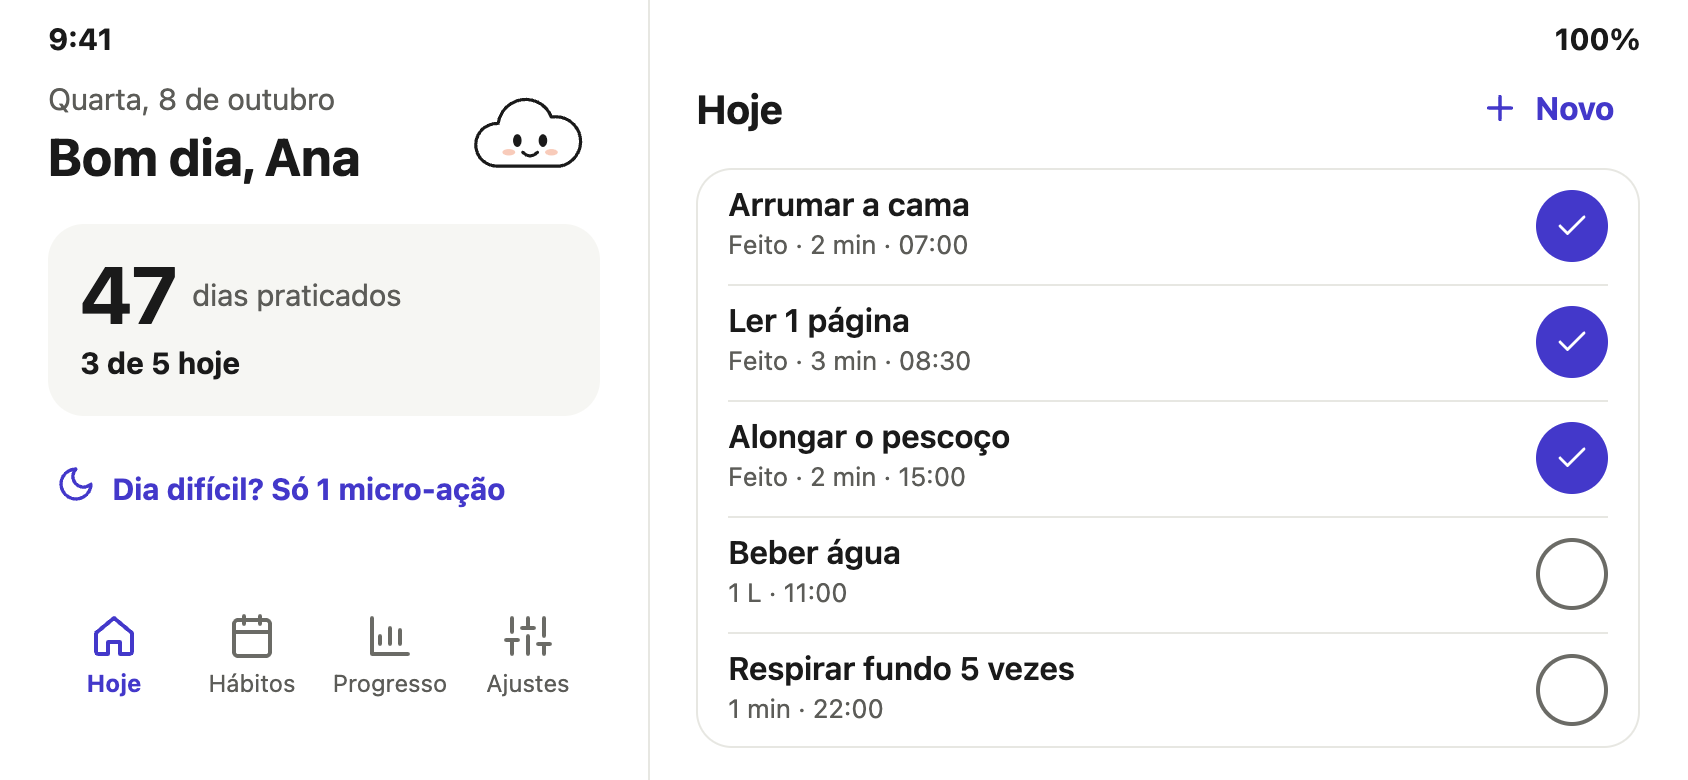 9:41
Quarta, 8 de outubro
Bom dia, Ana
47 dias praticados
3 de 5 hoje
Dia difícil? Só 1 micro-ação
Hoje
Hábitos
Progresso
Ajustes
100%
Hoje
+ Novo
Arrumar a cama
Feito · 2 min · 07:00
Ler 1 página
Feito · 3 min · 08:30
Alongar o pescoço
Feito · 2 min · 15:00
Beber água
1 L · 11:00
Respirar fundo 5 vezes
1 min · 22:00